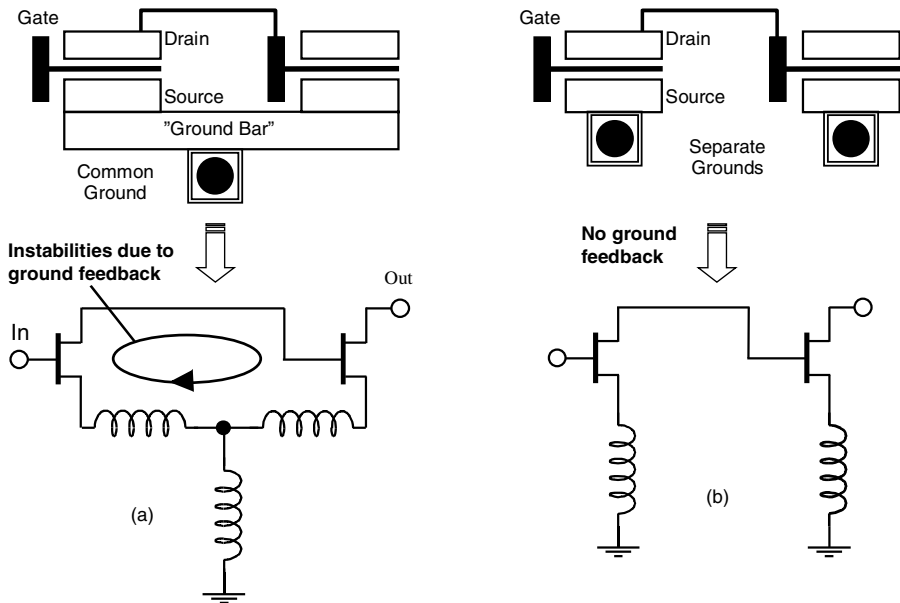 Gate
Drain
Source
”Ground Bar”
Common
Ground
Instabilities due to
ground feedback
In
Out
(a)
Gate
Drain
Source
Separate
Grounds
No ground
feedback
(b)